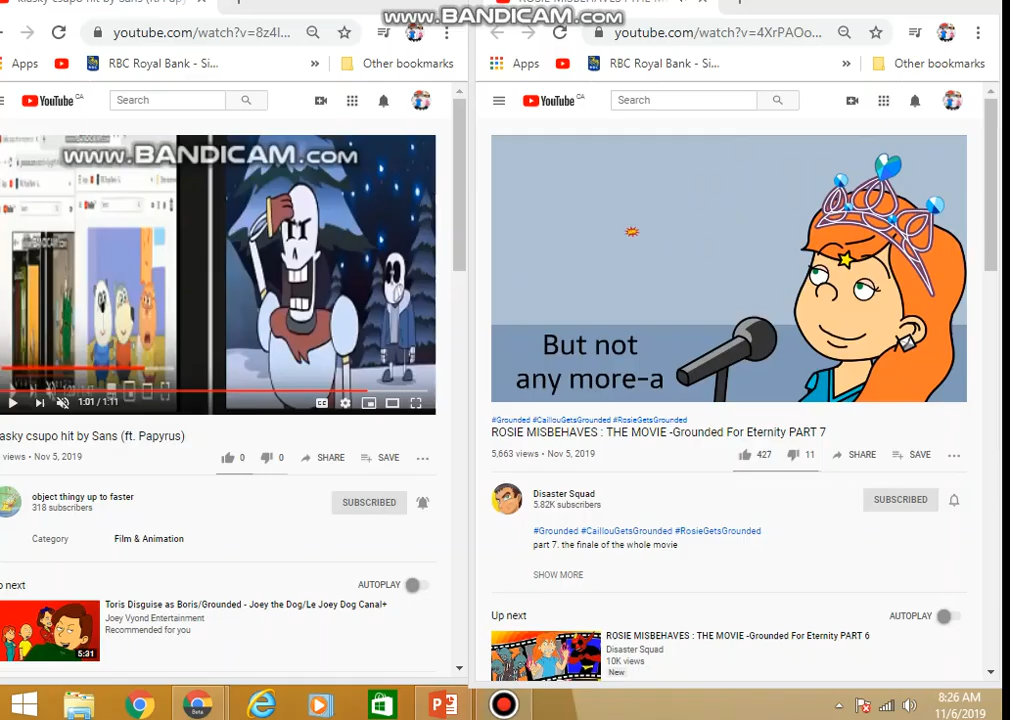 www.BANDICAM.com
youtube.com/watch?v=8z4l...
Apps
RBC Royal Bank - Si...
»
Other bookmarks
YouTube CA
Search
www.BANDICAM.com
1:01 / 1:11
asky csupo hit by Sans (ft. Papyrus)
views • Nov 5, 2019
0
0
SHARE
SAVE
object thingy up to faster
318 subscribers
SUBSCRIBED
Category
Film & Animation
next
AUTOPLAY
Toris Disguise as Boris/Grounded - Joey the Dog/Le Joey Dog Canal+
Joey Vyond Entertainment
Recommended for you
5:31
ROSIE MISBEHAVES : THE M
youtube.com/watch?v=4XrPAOo...
Apps
RBC Royal Bank - Si...
»
Other bookmarks
YouTube CA
Search
But not
any more-a
#Grounded #CaillouGetsGrounded #RosieGetsGrounded
ROSIE MISBEHAVES : THE MOVIE -Grounded For Eternity PART 7
5,663 views • Nov 5, 2019
427
11
SHARE
SAVE
Disaster Squad
5.82K subscribers
SUBSCRIBED
#Grounded #CaillouGetsGrounded #RosieGetsGrounded
part 7. the finale of the whole movie
SHOW MORE
Up next
AUTOPLAY
ROSIE MISBEHAVES : THE MOVIE -Grounded For Eternity PART 6
Disaster Squad
10K views
New
8:26 AM
11/6/2019